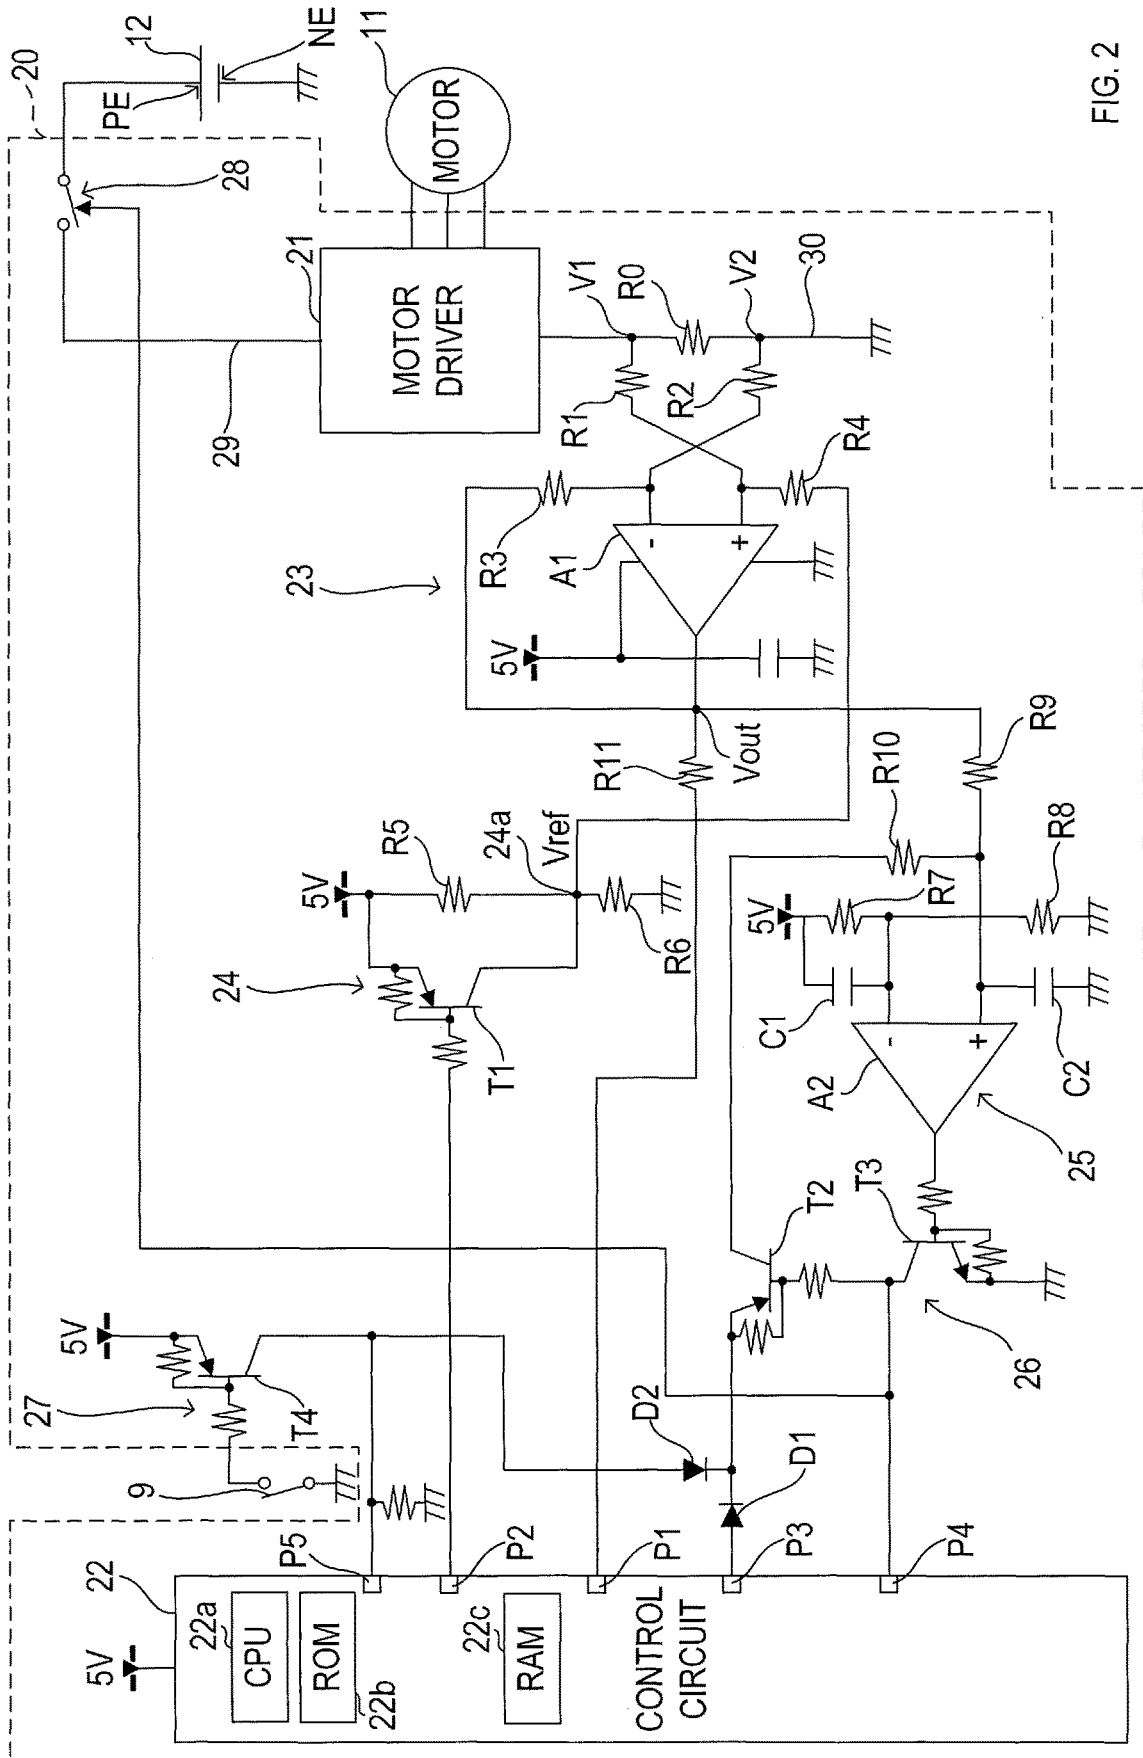 FIG. 2
20
12
PE
NE
11
MOTOR
28
21
MOTOR
DRIVER
29
V1
R0
V2
30
R1
R2
R3
R4
23
A1
-
+
5V
Vout
R11
R9
R10
24
5V
R5
24a
Vref
R6
T1
5V
R7
R8
C1
C2
A2
-
+
25
T2
T3
26
27
5V
T4
9
D2
D1
22
5V
22a
CPU
ROM
22b
22c
RAM
CONTROL
CIRCUIT
P5
P2
P1
P3
P4